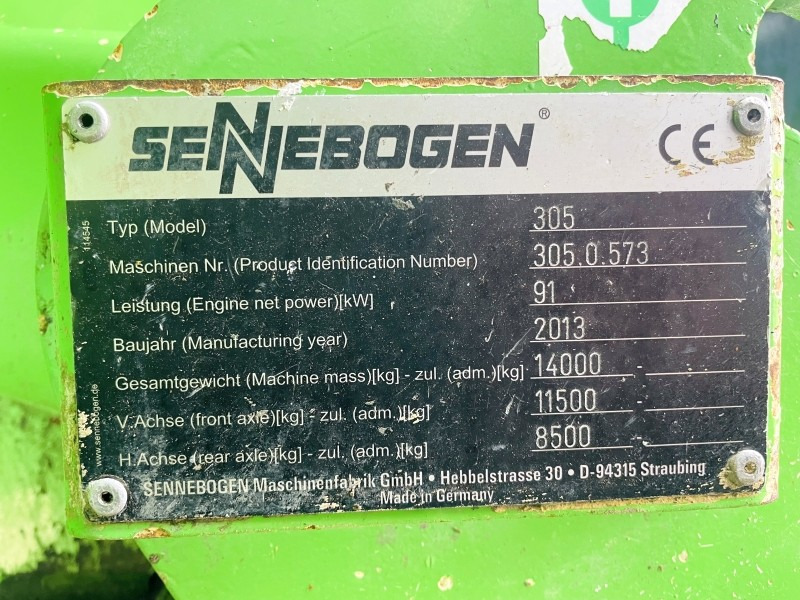 SENNEBOGEN ® CE
114545
Typ (Model) 305
Maschinen Nr. (Product Identification Number) 305.0.573
Leistung (Engine net power)[kW] 91
Baujahr (Manufacturing year) 2013
Gesamtgewicht (Machine mass)[kg] - zul. (adm.)[kg] 14000 -
V.Achse (front axle)[kg] - zul. (adm.)[kg] 11500 -
H.Achse (rear axle)[kg] - zul. (adm.)[kg] 8500 -
www.sennebogen.de
SENNEBOGEN Maschinenfabrik GmbH • Hebbelstrasse 30 • D-94315 Straubing
Made in Germany